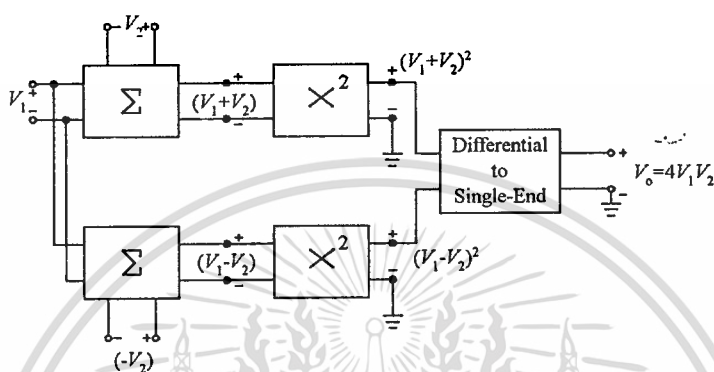 - V₂ +
V₁ + -
Σ
+ (V₁+V₂) -
×²
+ (V₁+V₂)² -
Differential
to
Single-End
+ Vₒ=4V₁V₂ -
Σ
+ (V₁-V₂) -
×²
+ (V₁-V₂)² -
- +
(-V₂)